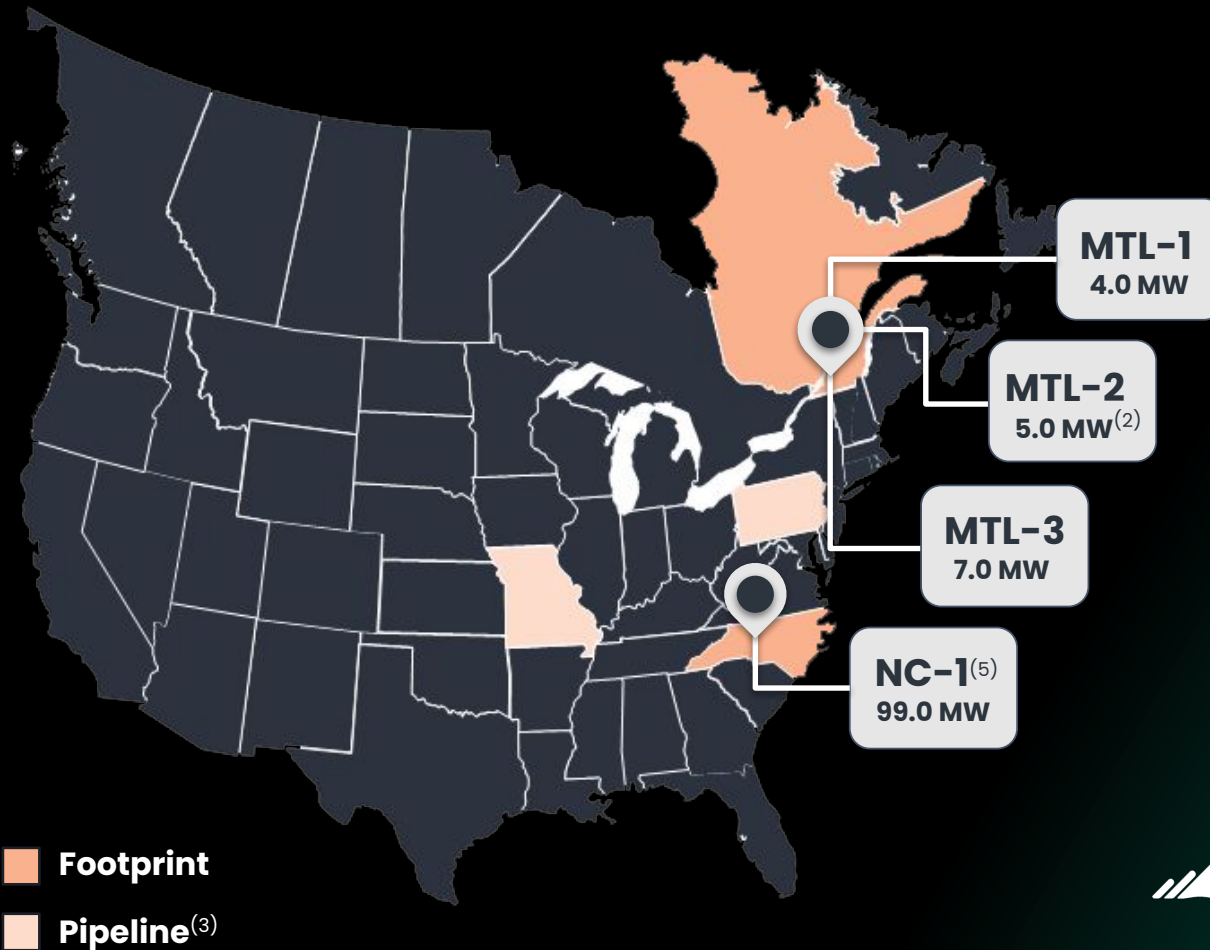 MTL-1
4.0 MW
MTL-2
5.0 MW(2)
MTL-3
7.0 MW
NC-1(5)
99.0 MW
Footprint
Pipeline(3)